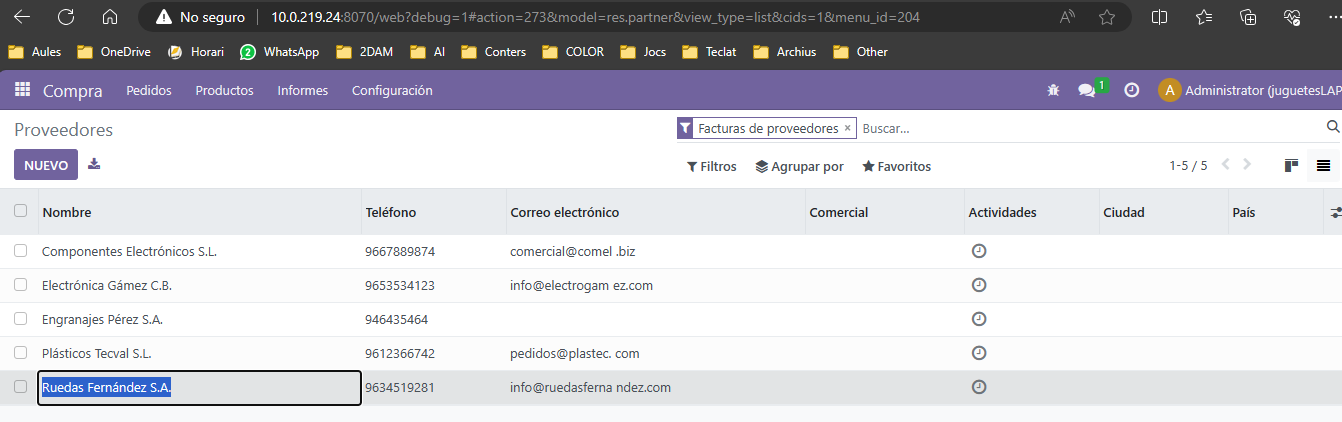 No seguro 10.0.219.24:8070/web?debug=1#action=273&model=res.partner&view_type=list&cids=1&menu_id=204
Aules OneDrive Horari WhatsApp 2DAM AI Conters COLOR Jocs Teclat Archius Other
Compra Pedidos Productos Informes Configuración 1 A Administrator (juguetesLAP
Proveedores Facturas de proveedores × Buscar...
NUEVO Filtros Agrupar por Favoritos 1-5 / 5
Nombre Teléfono Correo electrónico Comercial Actividades Ciudad País
Componentes Electrónicos S.L. 9667889874 comercial@comel .biz
Electrónica Gámez C.B. 9653534123 info@electrogam ez.com
Engranajes Pérez S.A. 946435464
Plásticos Tecval S.L. 9612366742 pedidos@plastec. com
Ruedas Fernández S.A. 9634519281 info@ruedasferna ndez.com